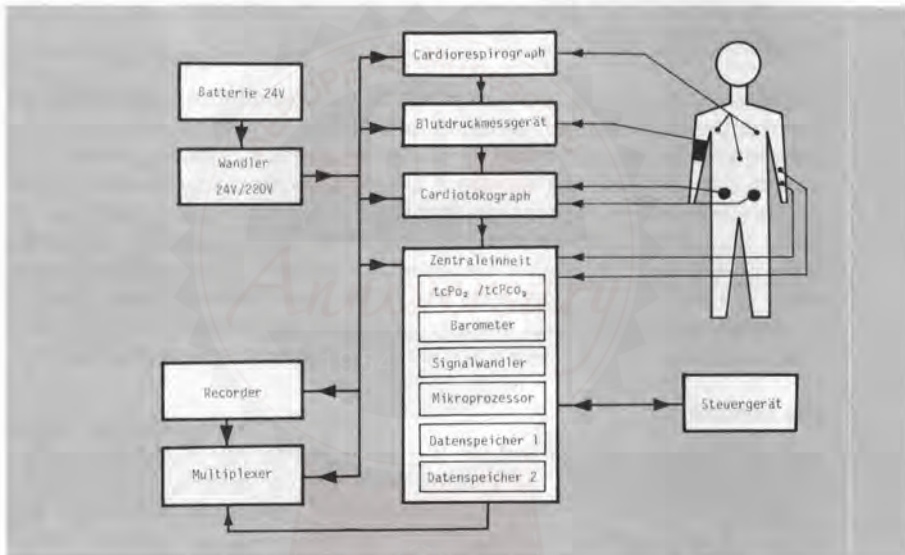 Batterie 24V
Wandler
24V/220V
Cardiorespirograph
Blutdruckmessgerät
Cardiotokograph
Zentraleinheit
tcPo₂ /tcPco₂
Barometer
Signalwandler
Mikroprozessor
Datenspeicher 1
Datenspeicher 2
Recorder
Multiplexer
Steuergerät
Anniversary